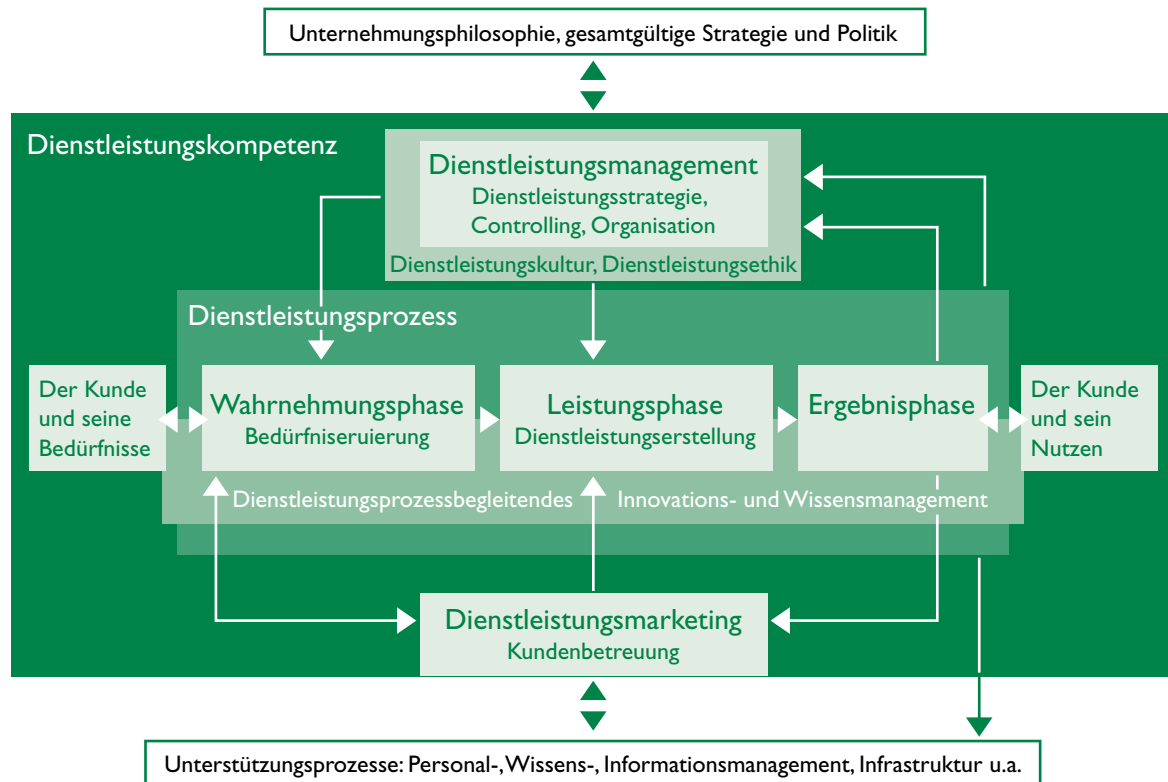 Unternehmungsphilosophie, gesamtgültige Strategie und Politik
Dienstleistungskompetenz
Dienstleistungsmanagement
Dienstleistungsstrategie,
Controlling, Organisation
Dienstleistungskultur, Dienstleistungsethik
Dienstleistungsprozess
Der Kunde
und seine
Bedürfnisse
Wahrnehmungsphase
Bedürfniseruierung
Leistungsphase
Dienstleistungserstellung
Ergebnisphase
Der Kunde
und sein
Nutzen
Dienstleistungsprozessbegleitendes Innovations- und Wissensmanagement
Dienstleistungsmarketing
Kundenbetreuung
Unterstützungsprozesse: Personal-, Wissens-, Informationsmanagement, Infrastruktur u.a.